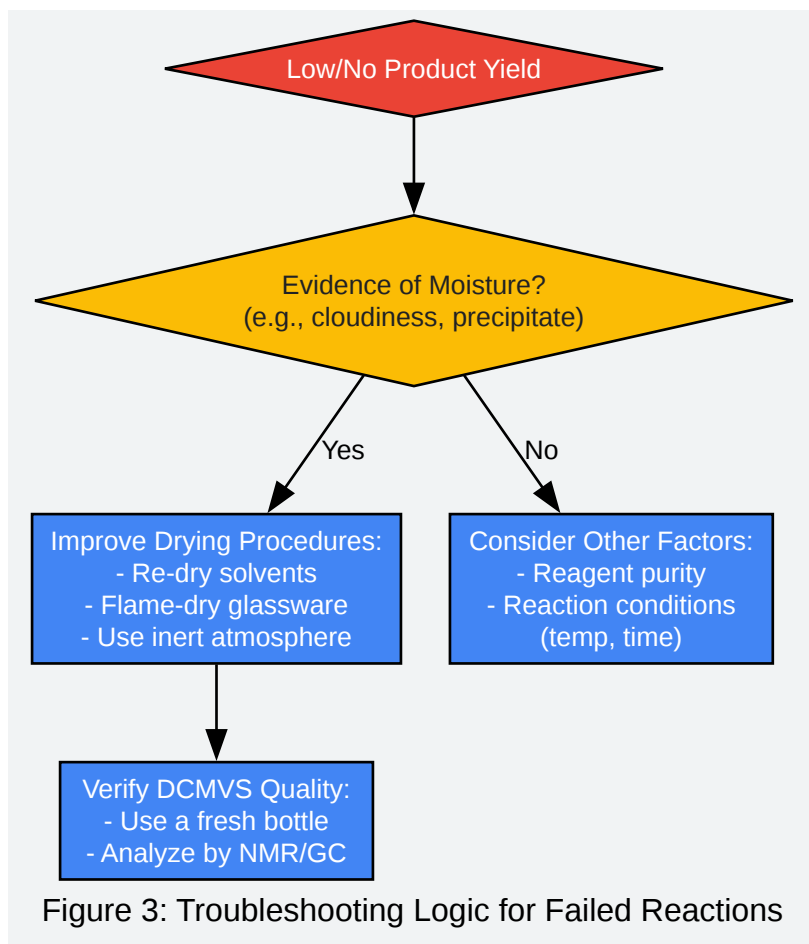 Low/No Product Yield
Evidence of Moisture?
(e.g., cloudiness, precipitate)
Yes
No
Improve Drying Procedures:
- Re-dry solvents
- Flame-dry glassware
- Use inert atmosphere
Consider Other Factors:
- Reagent purity
- Reaction conditions
(temp, time)
Verify DCMVS Quality:
- Use a fresh bottle
- Analyze by NMR/GC
Figure 3: Troubleshooting Logic for Failed Reactions